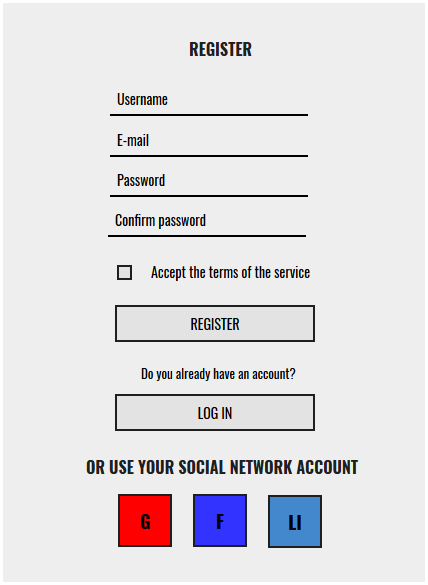 REGISTER
Username
E-mail
Password
Confirm password
Accept the terms of the service
REGISTER
Do you already have an account?
LOG IN
OR USE YOUR SOCIAL NETWORK ACCOUNT
G F LI